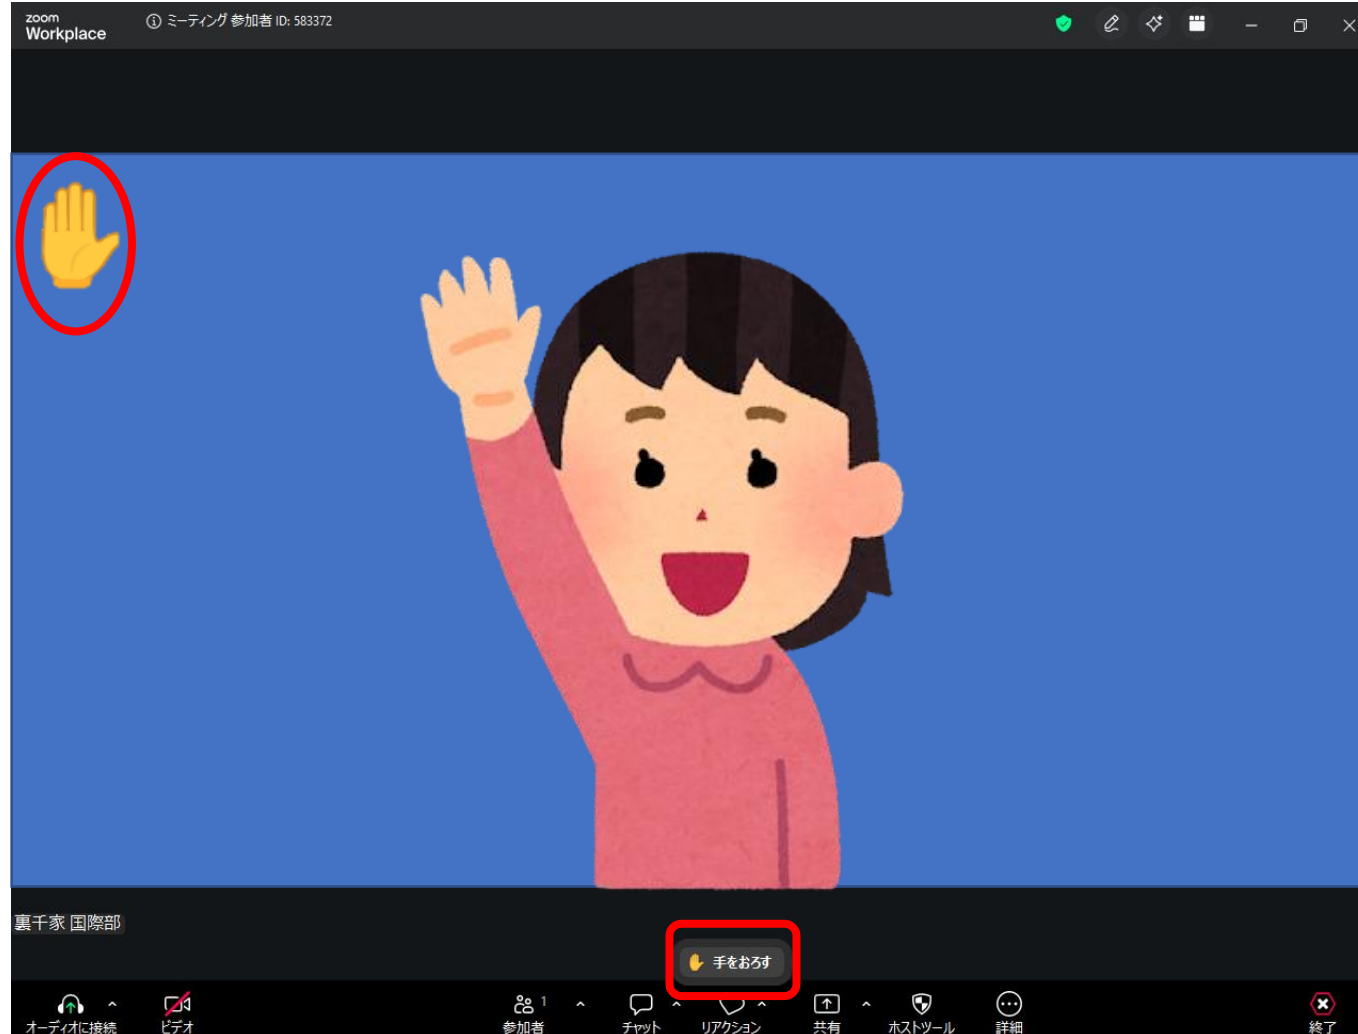 zoom
Workplace
ミーティング 参加者 ID: 583372
裏千家 国際部
手をおろす
1
オーディオに接続
ビデオ
参加者
チャット
リアクション
共有
ホストツール
詳細
終了